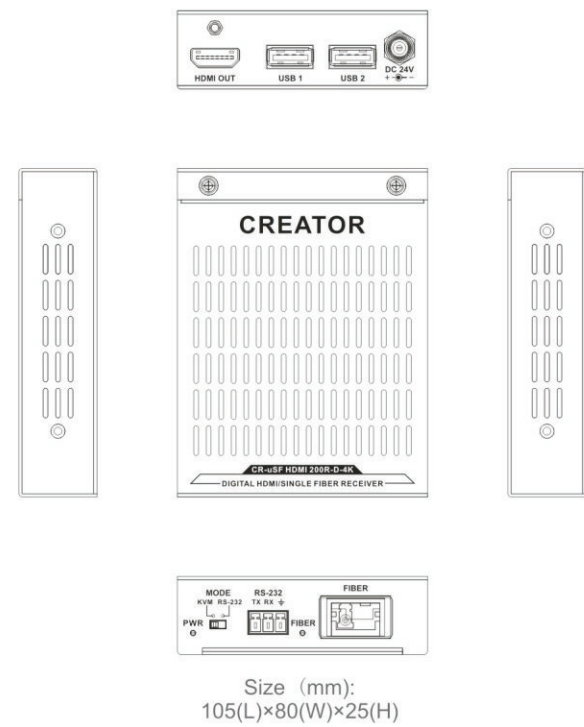 HDMI OUT USB 1 USB 2 DC 24V
+ −
CREATOR
CR-uSF HDMI 200R-D-4K
DIGITAL HDMI/SINGLE FIBER RECEIVER
MODE RS-232 FIBER
KVM RS-232 TX RX
PWR FIBER
Size（mm):
105(L)×80(W)×25(H)